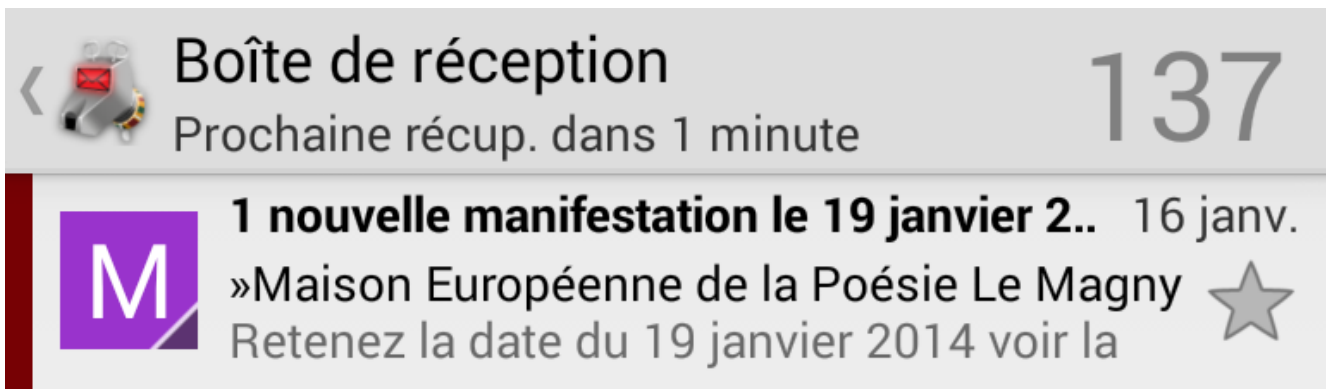 Boîte de réception
137
Prochaine récup. dans 1 minute
1 nouvelle manifestation le 19 janvier 2.. 16 janv.
M
»Maison Européenne de la Poésie Le Magny
Retenez la date du 19 janvier 2014 voir la